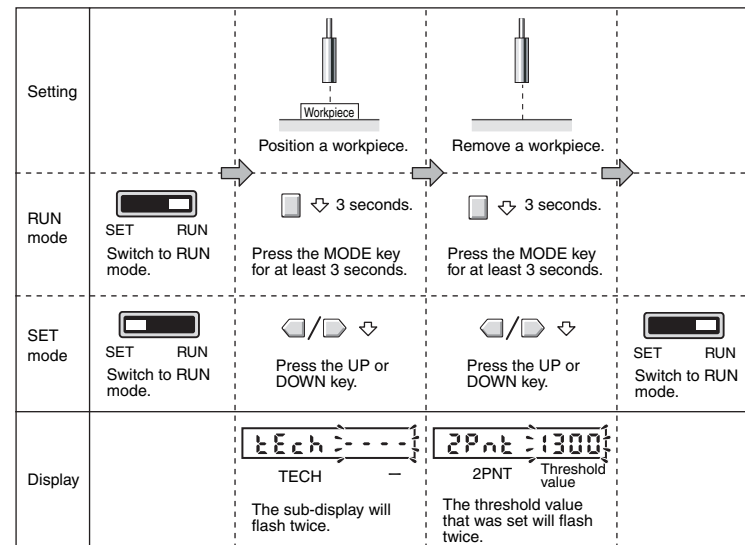 Setting
Workpiece
Position a workpiece.
Remove a workpiece.
RUN
mode
SET RUN
Switch to RUN
mode.
3 seconds.
Press the MODE key
for at least 3 seconds.
3 seconds.
Press the MODE key
for at least 3 seconds.
SET
mode
SET RUN
Switch to RUN
mode.
/
Press the UP or
DOWN key.
/
Press the UP or
DOWN key.
SET RUN
Switch to RUN
mode.
Display
tEch - - - -
TECH –
The sub-display will
flash twice.
2Pnt 1300
2PNT Threshold
value
The threshold value
that was set will flash
twice.